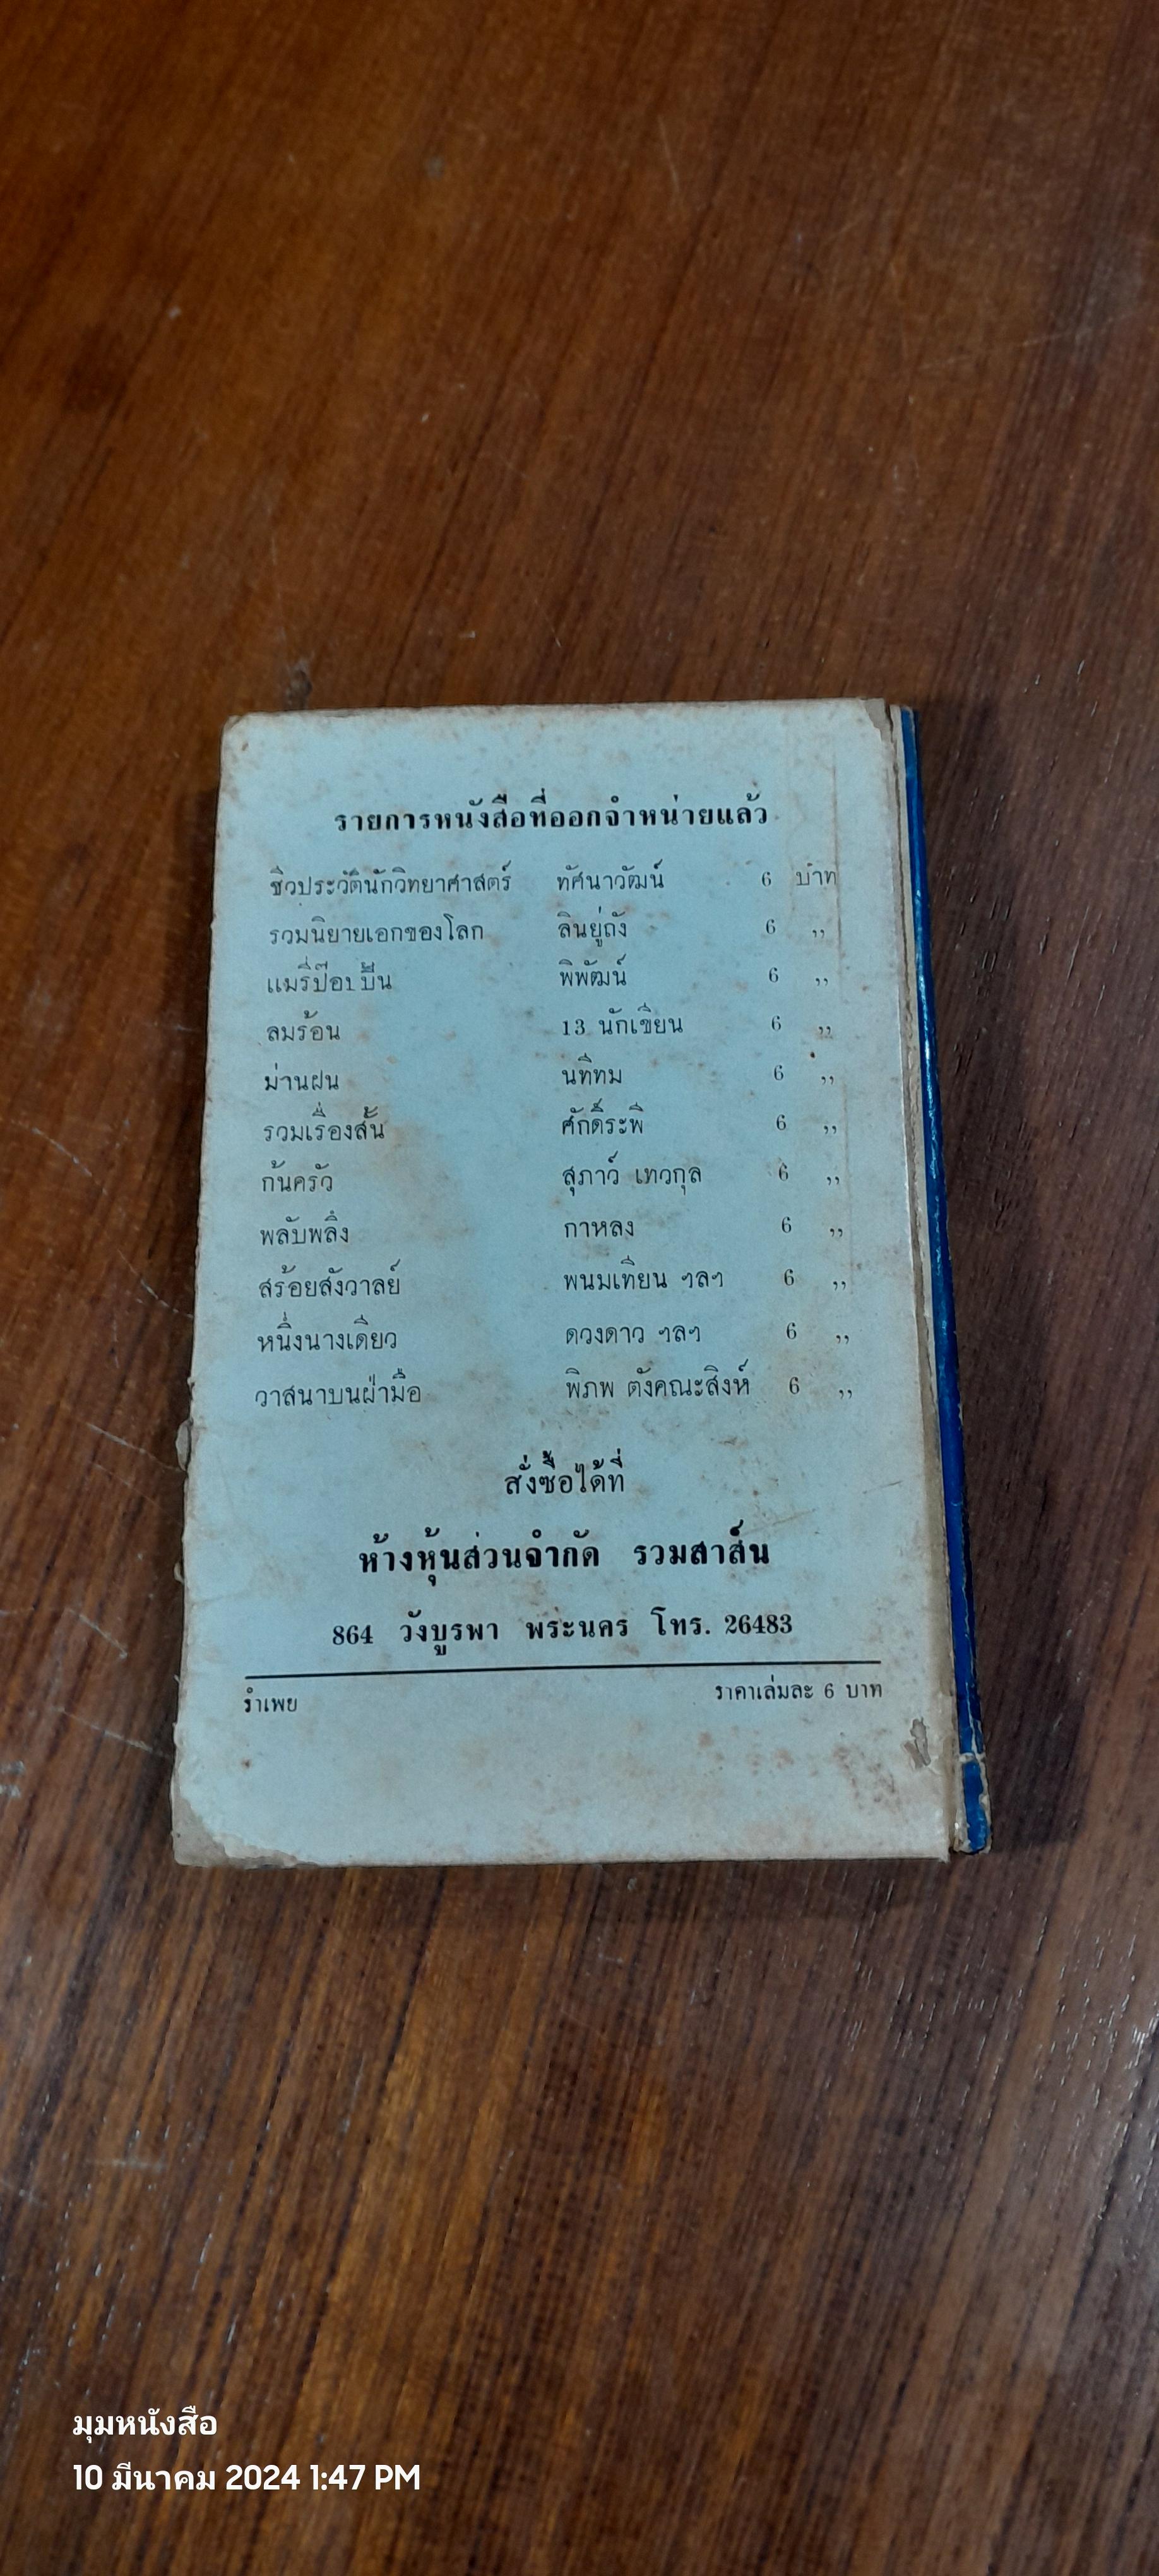 รายการหนังสือที่ออกจำหน่ายแล้ว
ชีวประวัตินักวิทยาศาสตร์ ทัศนาวัฒน์ 6 บาท
รวมนิยายเอกของโลก ลินยู่ถัง 6 ,,
แมรี่ป๊อบปิ้น พิพัฒน์ 6 ,,
ลมร้อน 13 นักเขียน 6 ,,
ม่านฝน นทีทม 6 ,,
รวมเรื่องสั้น ศักดิ์ระพี 6 ,,
ก้นครัว สุภาว์ เทวกุล 6 ,,
พลับพลึง กาหลง 6 ,,
สร้อยสังวาลย์ พนมเทียน ฯลฯ 6 ,,
หนึ่งนางเดียว ดวงดาว ฯลฯ 6 ,,
วาสนาบนฝ่ามือ พิภพ ตังคณะสิงห์ 6 ,,
สั่งซื้อได้ที่
ห้างหุ้นส่วนจำกัด รวมสาส์น
864 วังบูรพา พระนคร โทร. 26483
รำเพย ราคาเล่มละ 6 บาท
มุมหนังสือ
10 มีนาคม 2024 1:47 PM